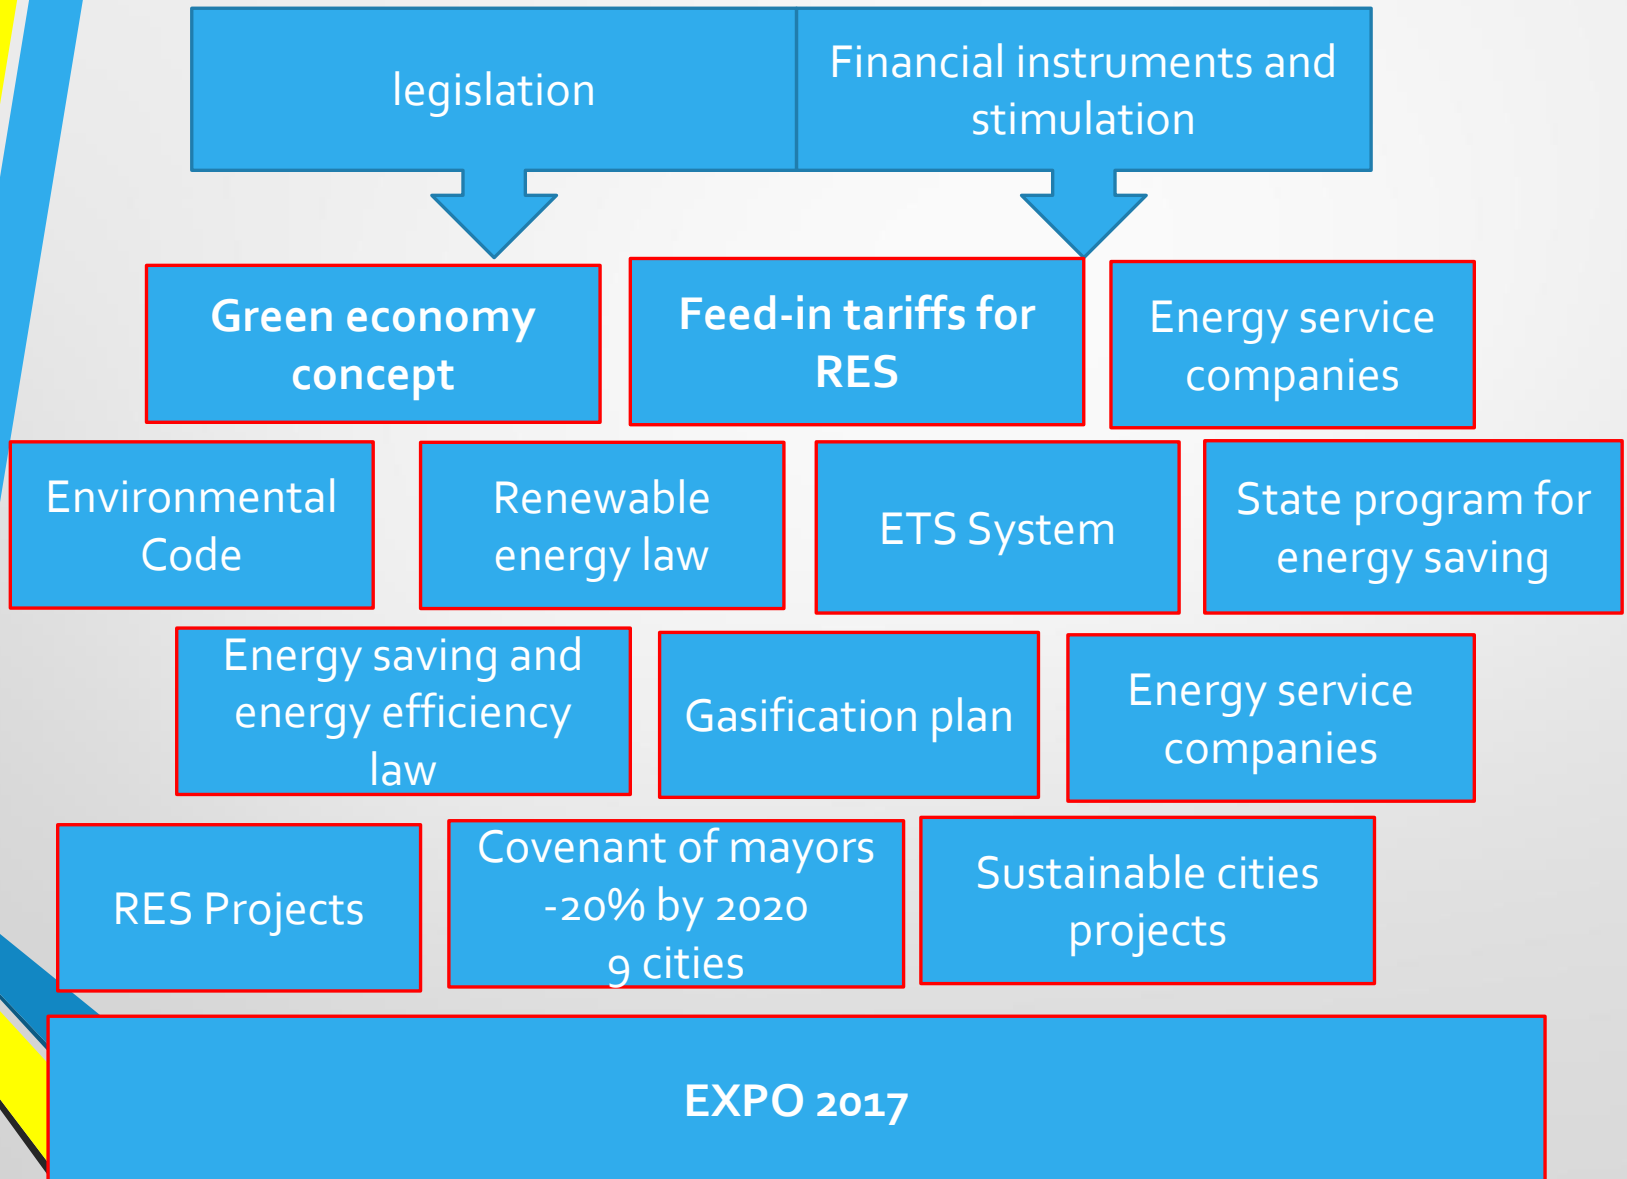 legislation
Financial instruments and
stimulation
Green economy
concept
Feed-in tariffs for
RES
Energy service
companies
Environmental
Code
Renewable
energy law
ETS System
State program for
energy saving
Energy saving and
energy efficiency
law
Gasification plan
Energy service
companies
RES Projects
Covenant of mayors
-20% by 2020
9 cities
Sustainable cities
projects
EXPO 2017